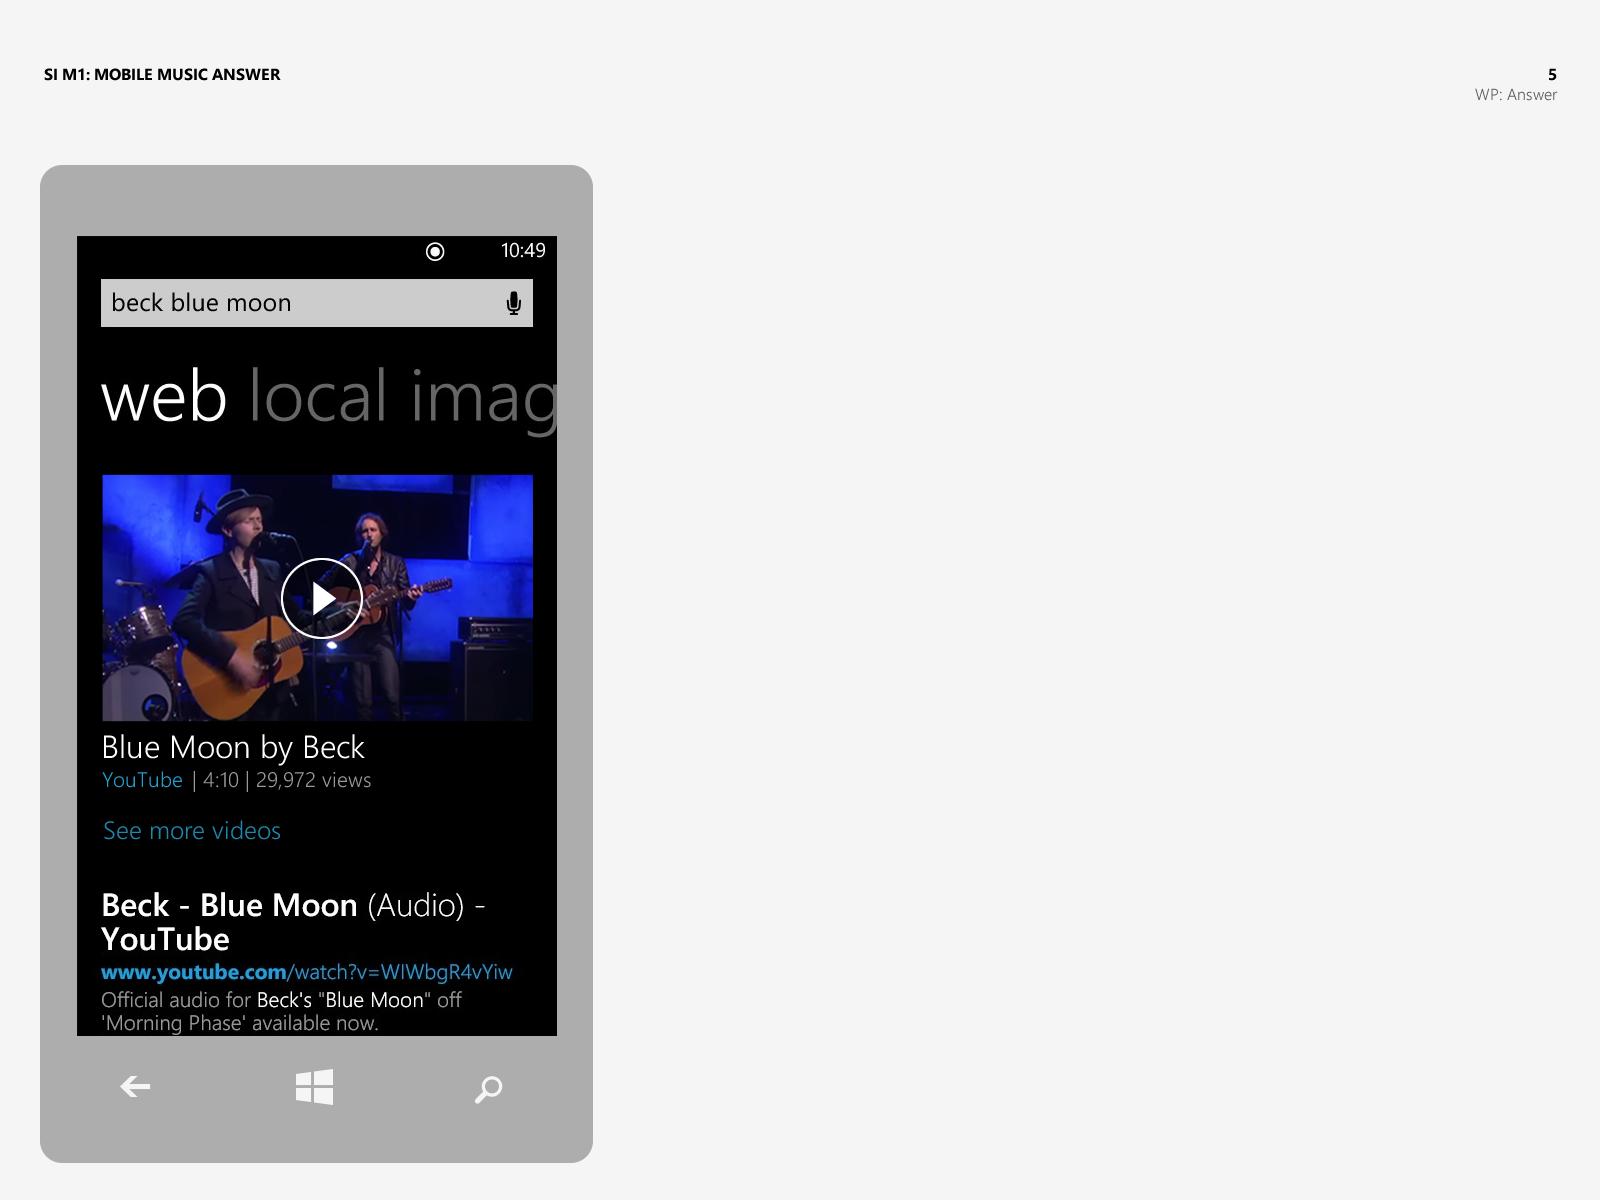 SI M1: MOBILE MUSIC ANSWER
5
WP: Answer
10:49
beck blue moon
web local imag
Blue Moon by Beck
YouTube | 4:10 | 29,972 views
See more videos
Beck - Blue Moon (Audio) -
YouTube
www.youtube.com/watch?v=WIWbgR4vYiw
Official audio for Beck's "Blue Moon" off
'Morning Phase' available now.